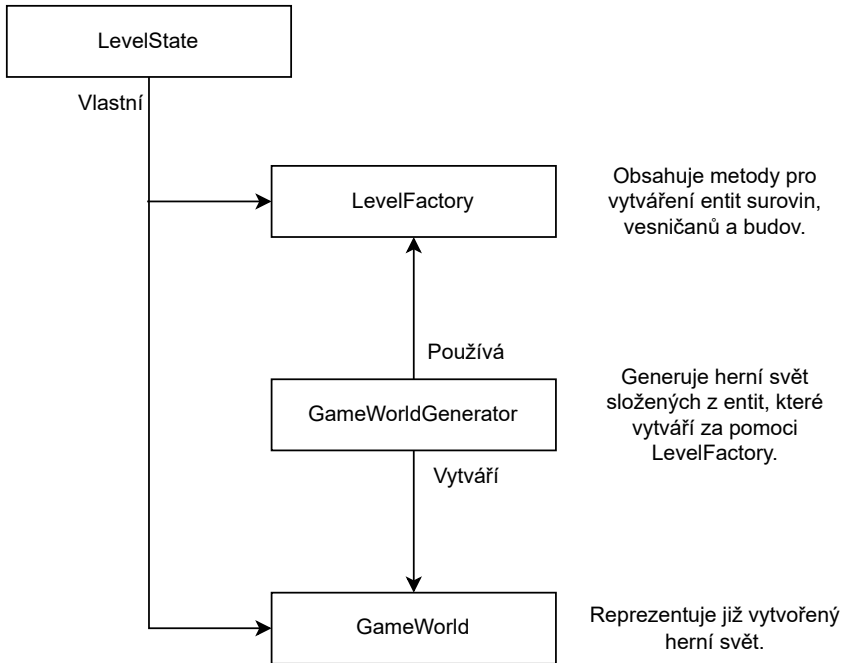 LevelState
Vlastní
LevelFactory
Obsahuje metody pro
vytváření entit surovin,
vesničanů a budov.
Používá
GameWorldGenerator
Generuje herní svět
složených z entit, které
vytváří za pomoci
LevelFactory.
Vytváří
GameWorld
Reprezentuje již vytvořený
herní svět.